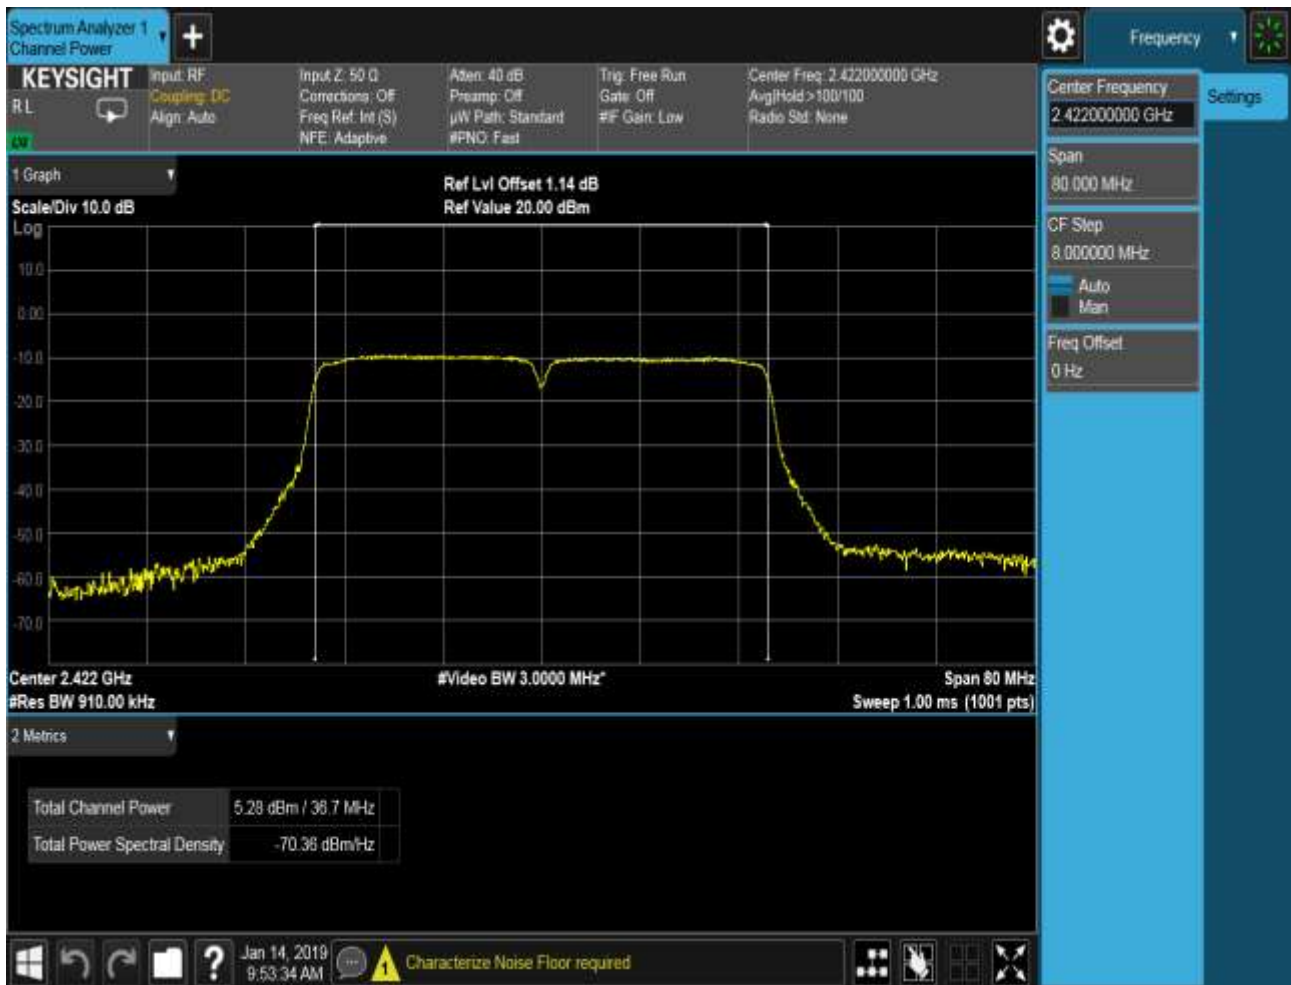 Spectrum Analyzer 1
Channel Power
+
Frequency
KEYSIGHT
R L
Input: RF
Coupling: DC
Align: Auto
Input Z: 50 Ω
Corrections: Off
Freq Ref: Int (S)
NFE: Adaptive
Atten: 40 dB
Preamp: Off
µW Path: Standard
#PNO: Fast
Trig: Free Run
Gate: Off
#IF Gain: Low
Center Freq: 2.422000000 GHz
Avg|Hold:>100/100
Radio Std: None
Center Frequency
2.422000000 GHz
Settings
Span
80.000 MHz
CF Step
8.000000 MHz
Auto
Man
Freq Offset
0 Hz
1 Graph
Scale/Div 10.0 dB
Ref Lvl Offset 1.14 dB
Ref Value 20.00 dBm
Log
10.0
0.00
-10.0
-20.0
-30.0
-40.0
-50.0
-60.0
-70.0
Center 2.422 GHz
#Video BW 3.0000 MHz*
Span 80 MHz
#Res BW 910.00 kHz
Sweep 1.00 ms (1001 pts)
2 Metrics
Total Channel Power 5.28 dBm / 36.7 MHz
Total Power Spectral Density -70.36 dBm/Hz
?
Jan 14, 2019
9:53:34 AM
1
Characterize Noise Floor required